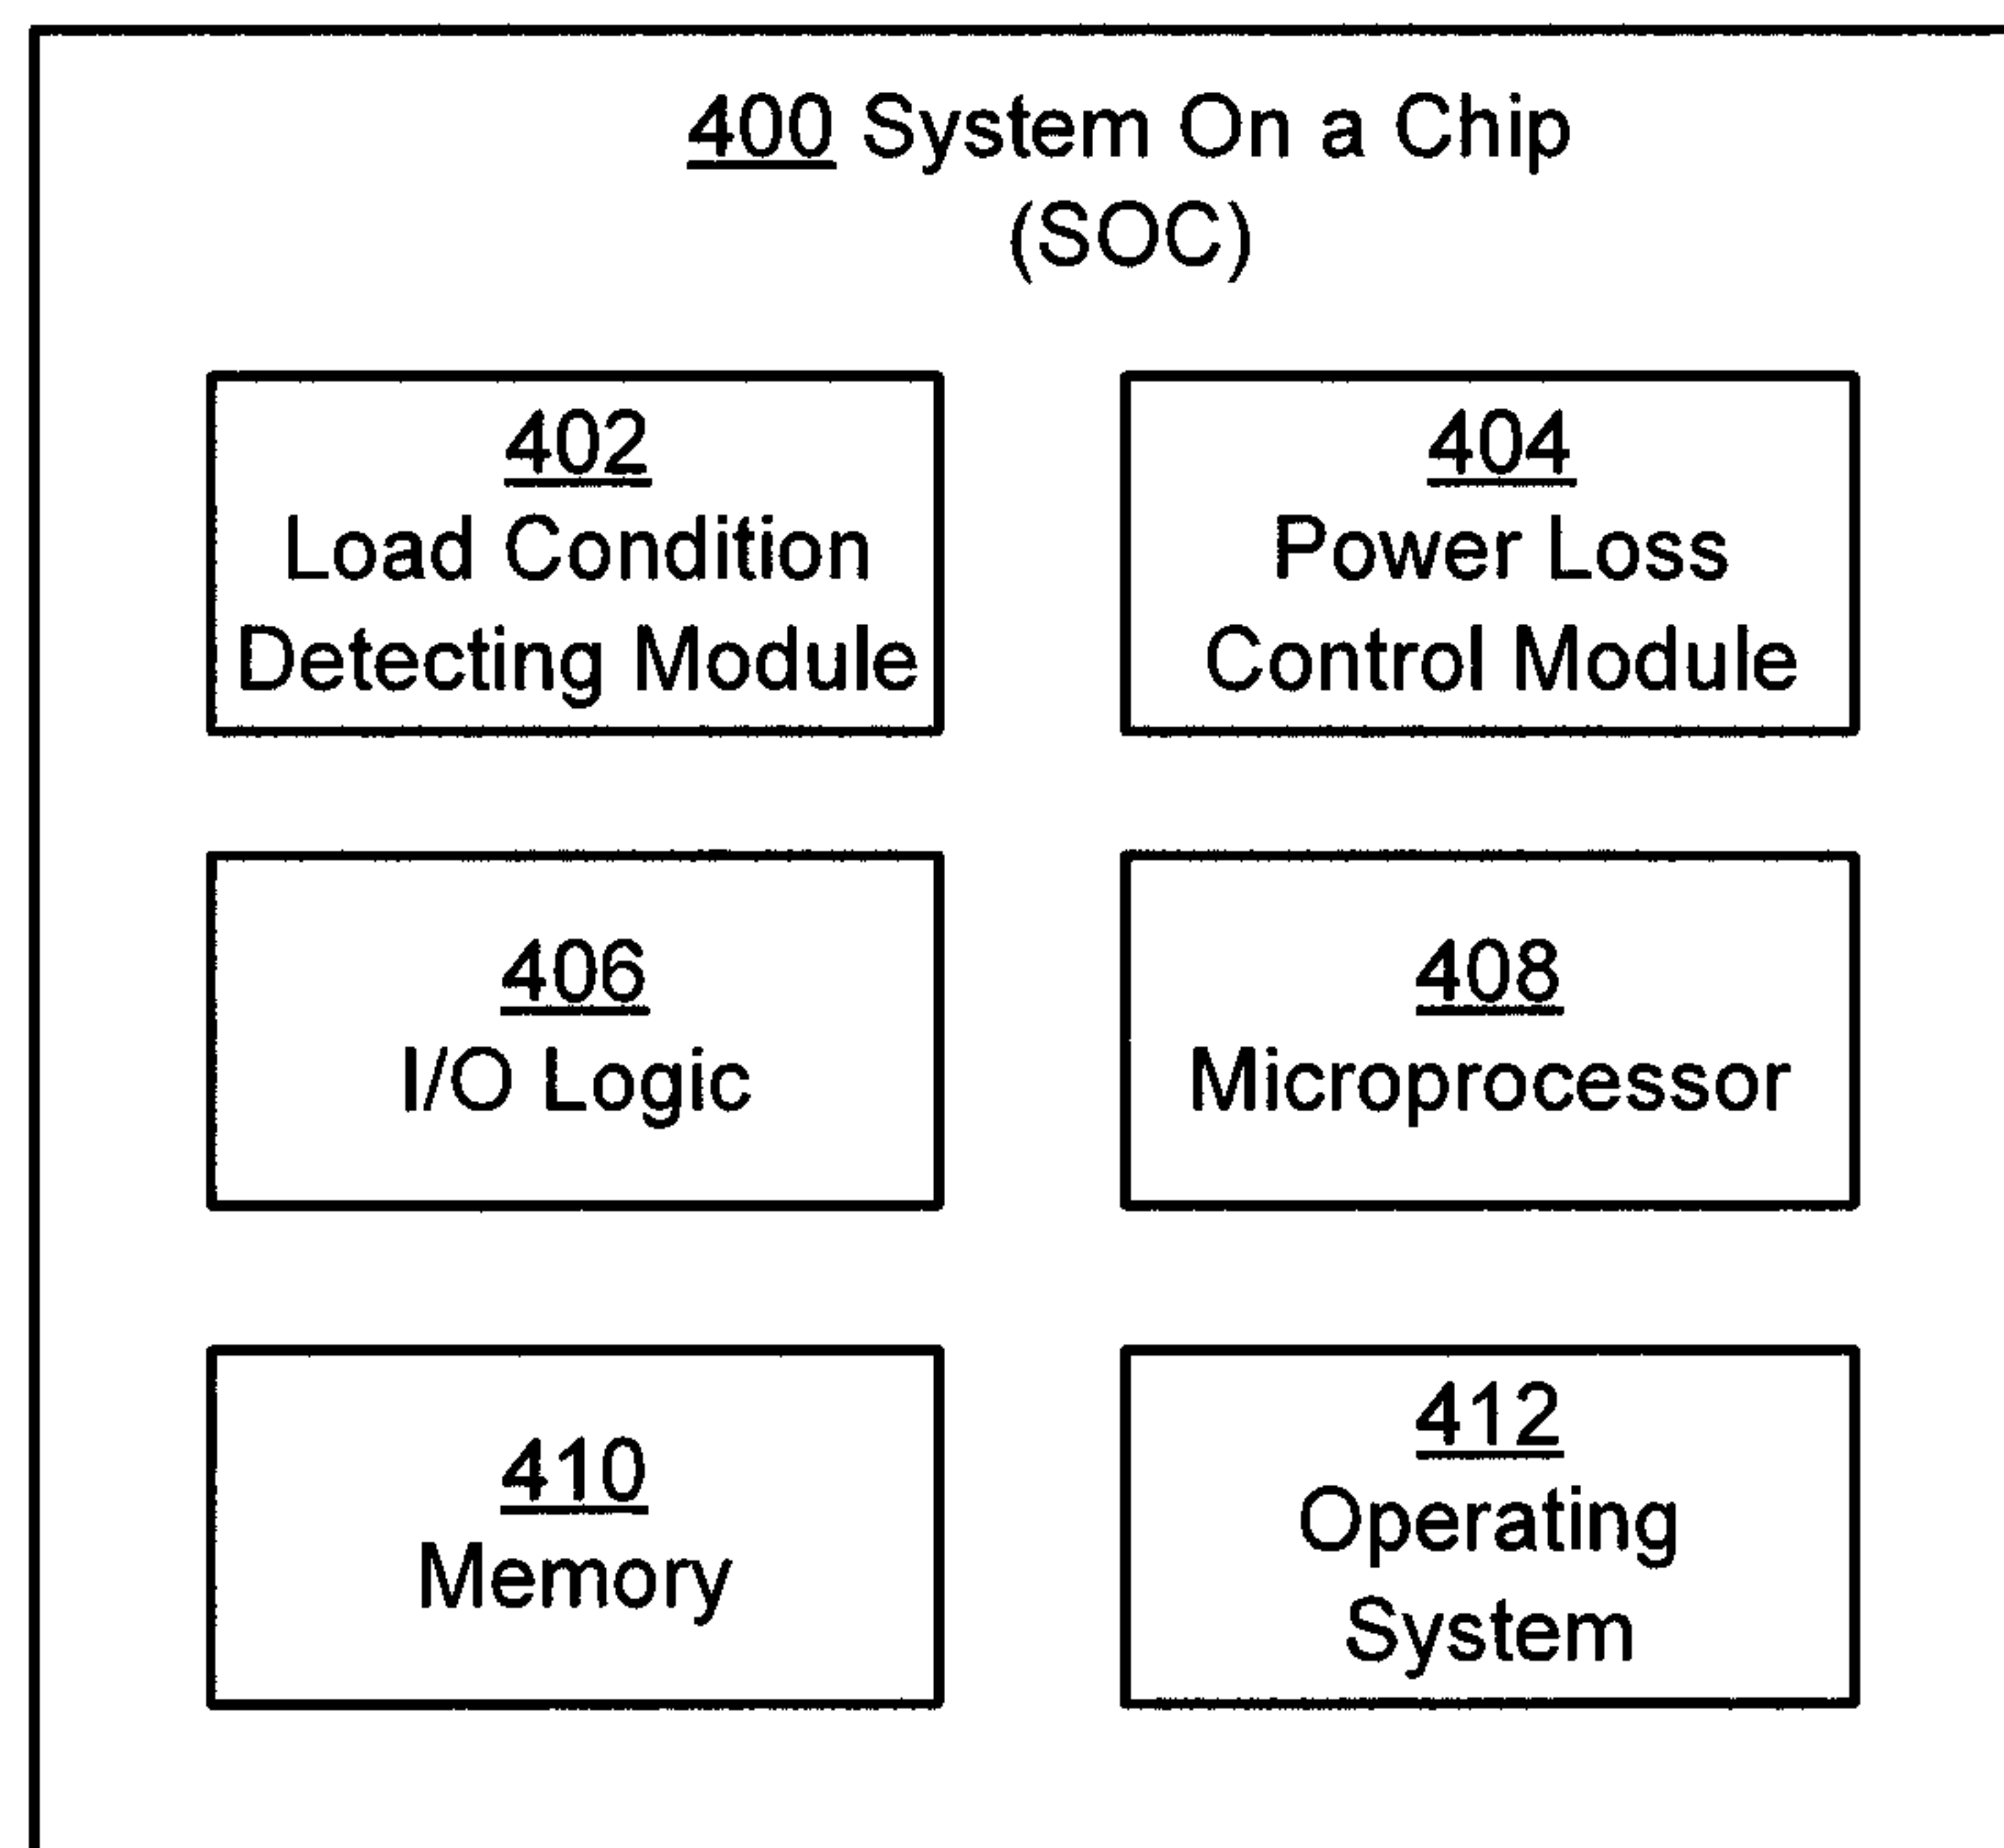 400 System On a Chip
(SOC)
402
Load Condition
Detecting Module
404
Power Loss
Control Module
406
I/O Logic
408
Microprocessor
410
Memory
412
Operating
System